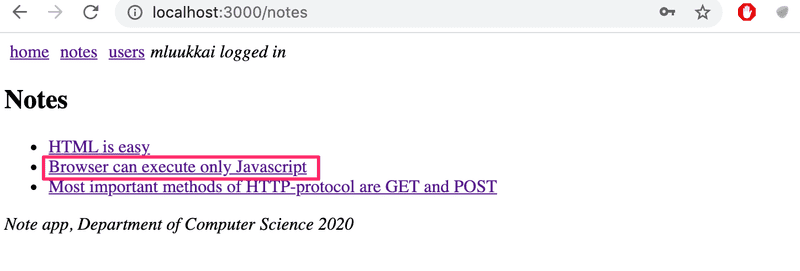 localhost:3000/notes
home notes users mluukkai logged in
Notes
HTML is easy
Browser can execute only Javascript
Most important methods of HTTP-protocol are GET and POST
Note app, Department of Computer Science 2020